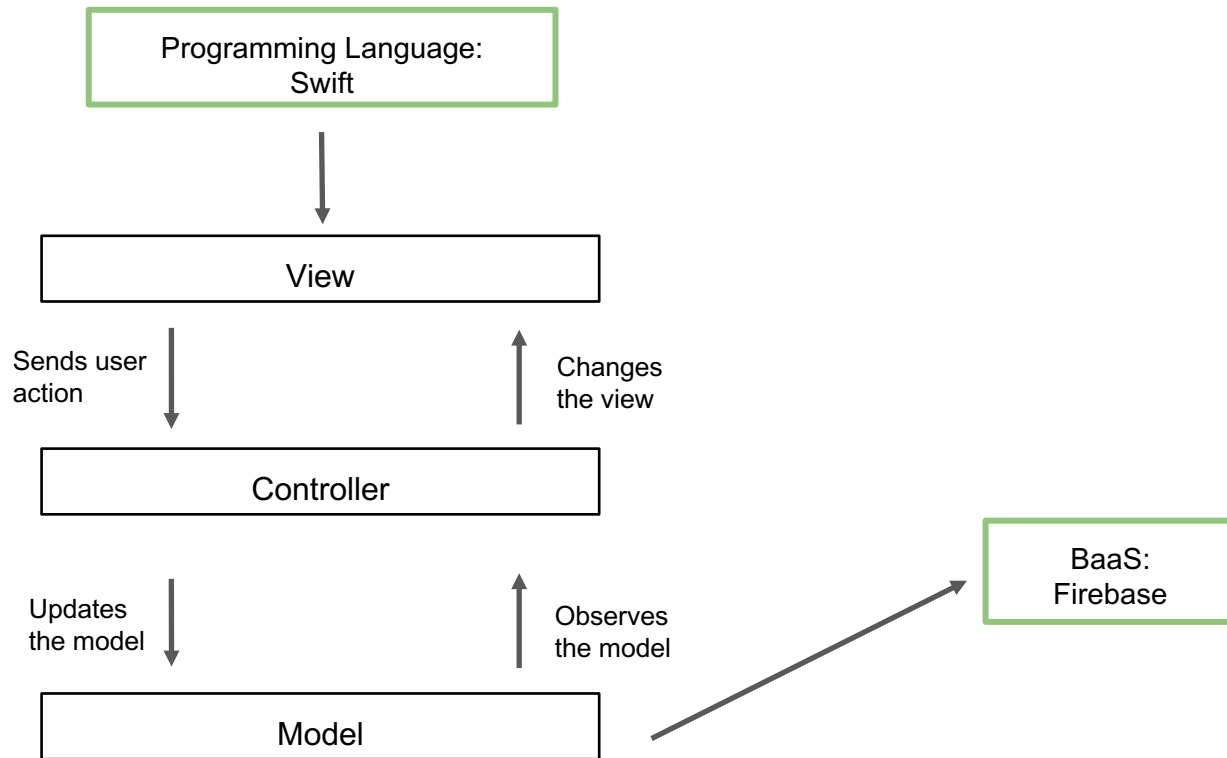 Programming Language:
Swift
View
Sends user
action
Changes
the view
Controller
BaaS:
Firebase
Updates
the model
Observes
the model
Model